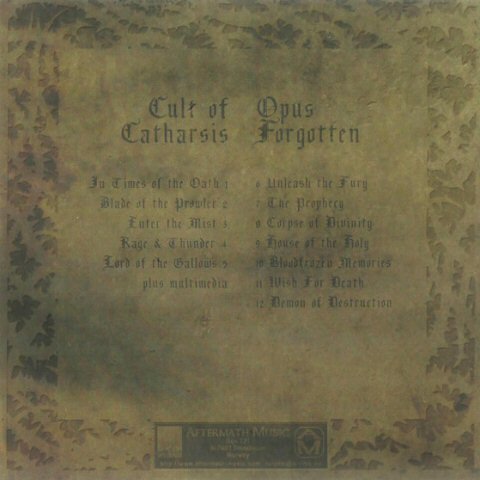 Cult of
Catharsis
In Times of the Oath 1
Blade of the Prowler 2
Enter the Mist 3
Rage & Thunder 4
Lord of the Gallows 5
plus multimedia
Opus
Forgotten
6 Unleash the Fury
7 The Prophecy
8 Corpse of Divinity
9 House of the Holy
10 Bloodfrozen Memories
11 Wish For Death
12 Demon of Destruction
AFTERMATH MUSIC
Norway